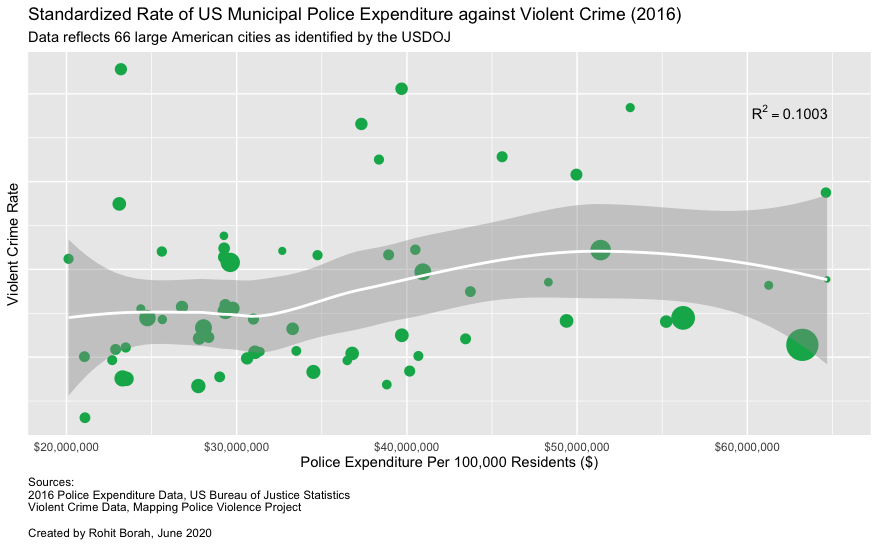 Standardized Rate of US Municipal Police Expenditure against Violent Crime (2016)
Data reflects 66 large American cities as identified by the USDOJ
R² = 0.1003
Violent Crime Rate
$20,000,000 $30,000,000 $40,000,000 $50,000,000 $60,000,000
Police Expenditure Per 100,000 Residents ($)
Sources:
2016 Police Expenditure Data, US Bureau of Justice Statistics
Violent Crime Data, Mapping Police Violence Project
Created by Rohit Borah, June 2020